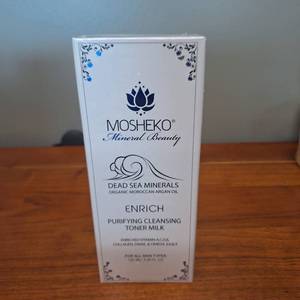 MOSHEKO®
Mineral Beauty
DEAD SEA MINERALS
ORGANIC MOROCCAN ARGAN OIL
ENRICH
PURIFYING CLEANSING
TONER MILK
FOR ALL SKIN TYPES